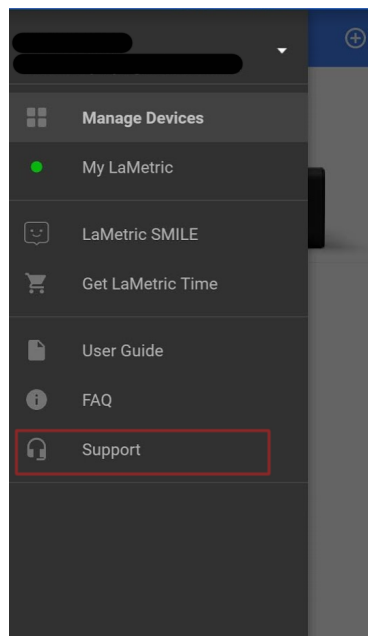 Manage Devices
My LaMetric
LaMetric SMILE
Get LaMetric Time
User Guide
FAQ
Support